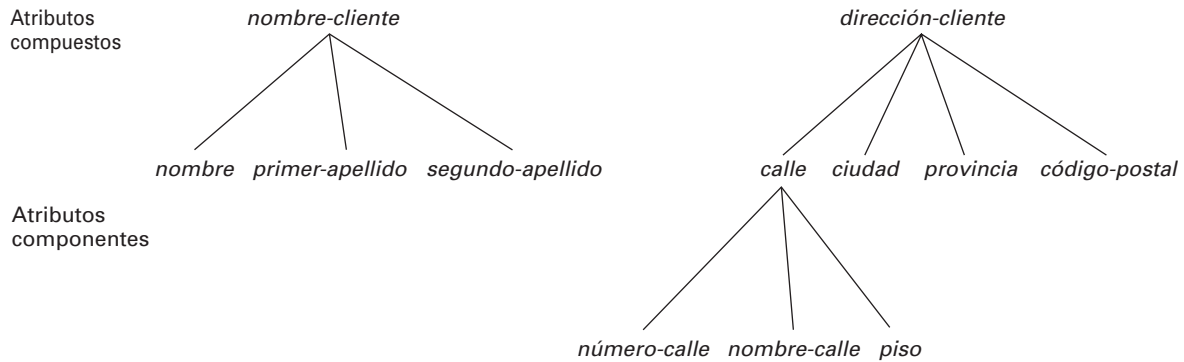 Atributos
compuestos
nombre-cliente
dirección-cliente
nombre primer-apellido segundo-apellido
calle ciudad provincia código-postal
Atributos
componentes
número-calle nombre-calle piso